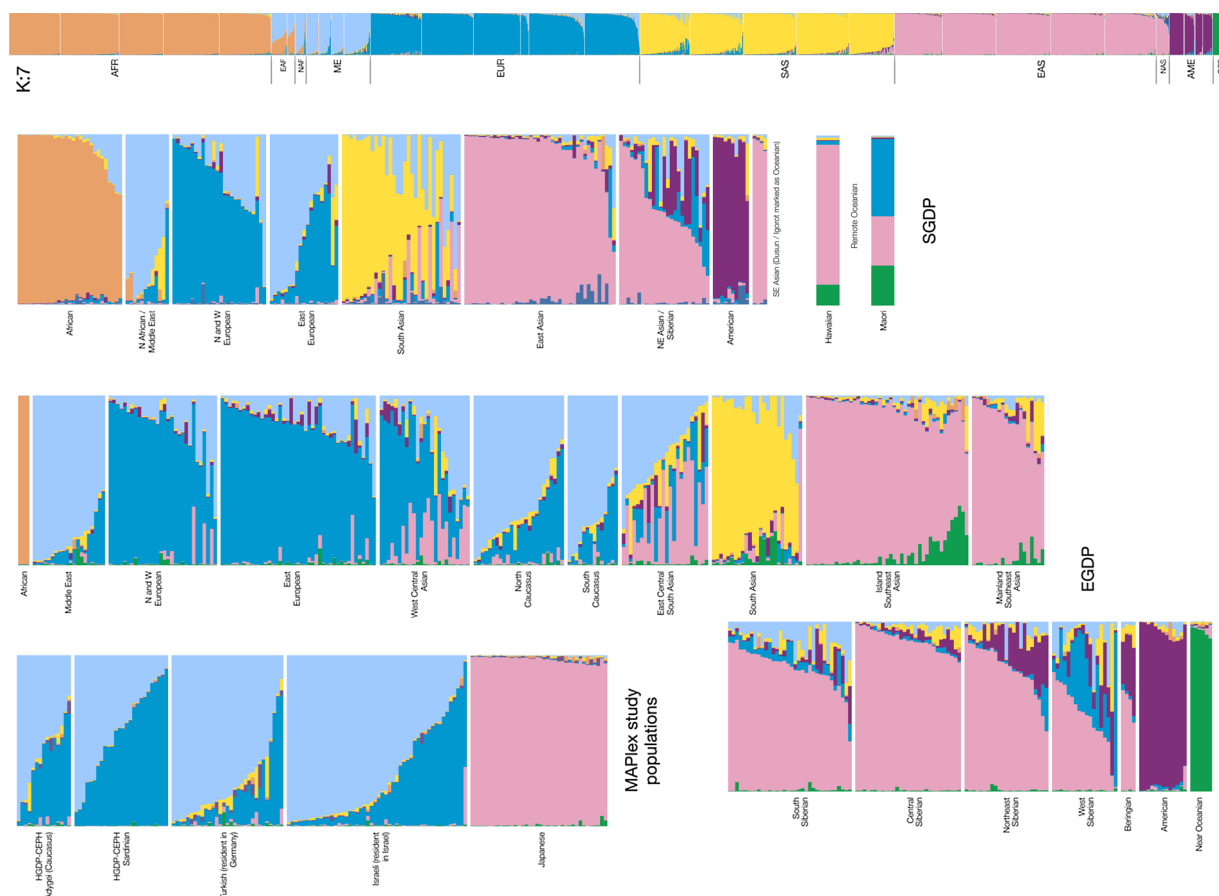 K:7
AFR
EAF
NAF
ME
EUR
SAS
EAS
NAS
AME
African
N African /
Middle East
N and W
European
East
European
South Asian
East Asian
NE Asian /
Siberian
American
SE Asian (Dusun / Igorot marked as Oceanian)
Hawaiian
Remote Oceanian
Maori
SGDP
African
Middle East
N and W
European
East
European
West Central
Asian
North
Caucasus
South
Caucasus
East Central
South Asian
South Asian
Island
Southeast
Asian
Mainland
Southeast
Asian
EGDP
HGDP-CEPH
Adygei (Caucasus)
HGDP-CEPH
Sardinian
Turkish (resident in
Germany)
Israeli (resident
in Israel)
Japanese
MAPlex study
populations
South
Siberian
Central
Siberian
Northeast
Siberian
West
Siberian
Beringian
American
Near Oceanian